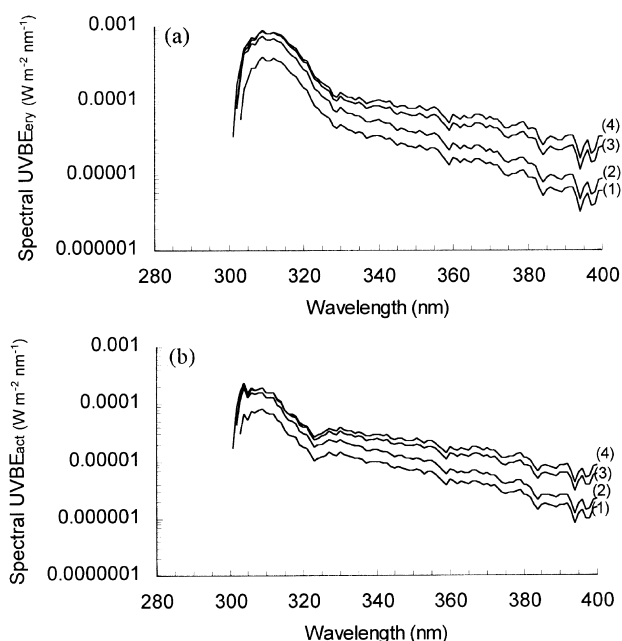 (a)
Spectral UVBEery (W m-2 nm-1)
0.001
0.0001
0.00001
0.000001
(4)
(3)
(2)
(1)
280 300 320 340 360 380 400
Wavelength (nm)
(b)
Spectral UVBEact (W m-2 nm-1)
0.001
0.0001
0.00001
0.000001
0.0000001
(4)
(3)
(2)
(1)
280 300 320 340 360 380 400
Wavelength (nm)